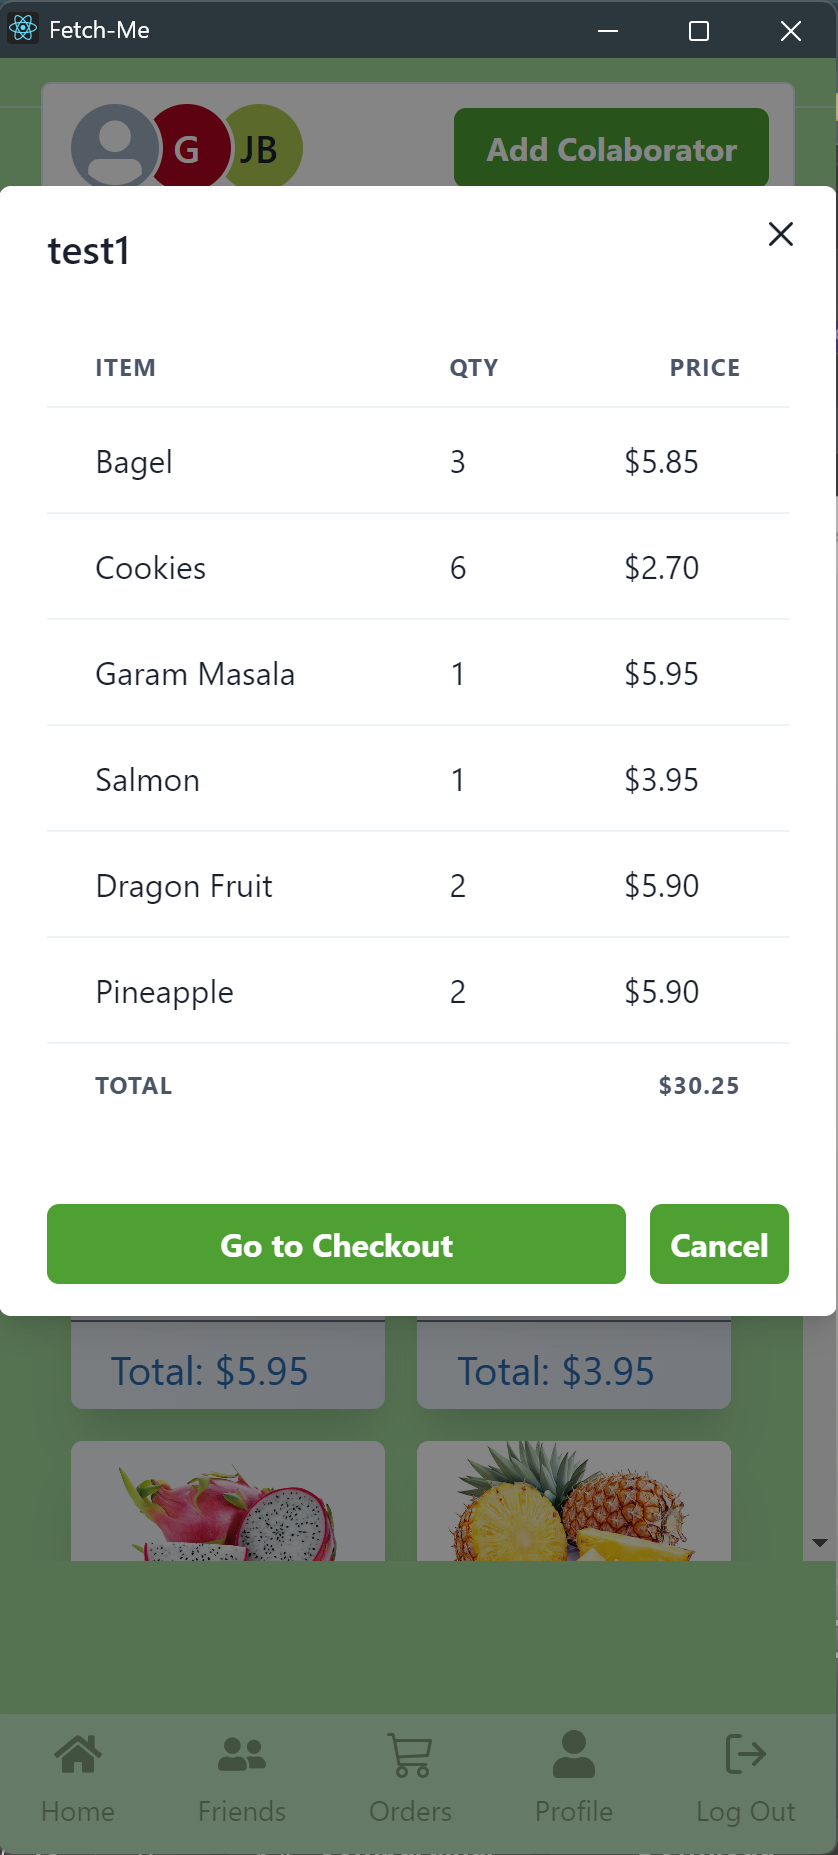 Fetch-Me
G JB Add Colaborator
test1
ITEM QTY PRICE
Bagel 3 $5.85
Cookies 6 $2.70
Garam Masala 1 $5.95
Salmon 1 $3.95
Dragon Fruit 2 $5.90
Pineapple 2 $5.90
TOTAL $30.25
Go to Checkout Cancel
Total: $5.95 Total: $3.95
Home Friends Orders Profile Log Out